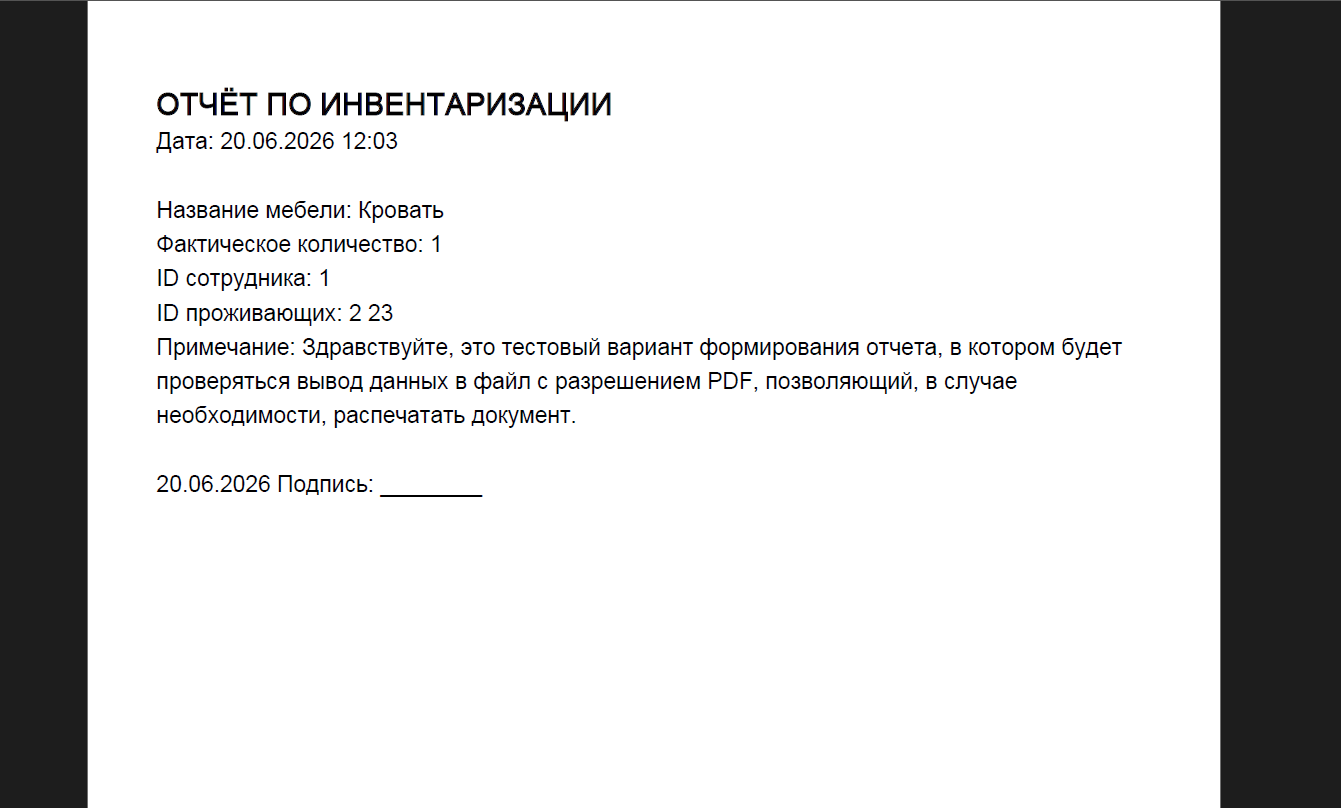 ОТЧЁТ ПО ИНВЕНТАРИЗАЦИИ
Дата: 20.06.2026 12:03
Название мебели: Кровать
Фактическое количество: 1
ID сотрудника: 1
ID проживающих: 2 23
Примечание: Здравствуйте, это тестовый вариант формирования отчета, в котором будет
проверяться вывод данных в файл с разрешением PDF, позволяющий, в случае
необходимости, распечатать документ.
20.06.2026 Подпись: ________